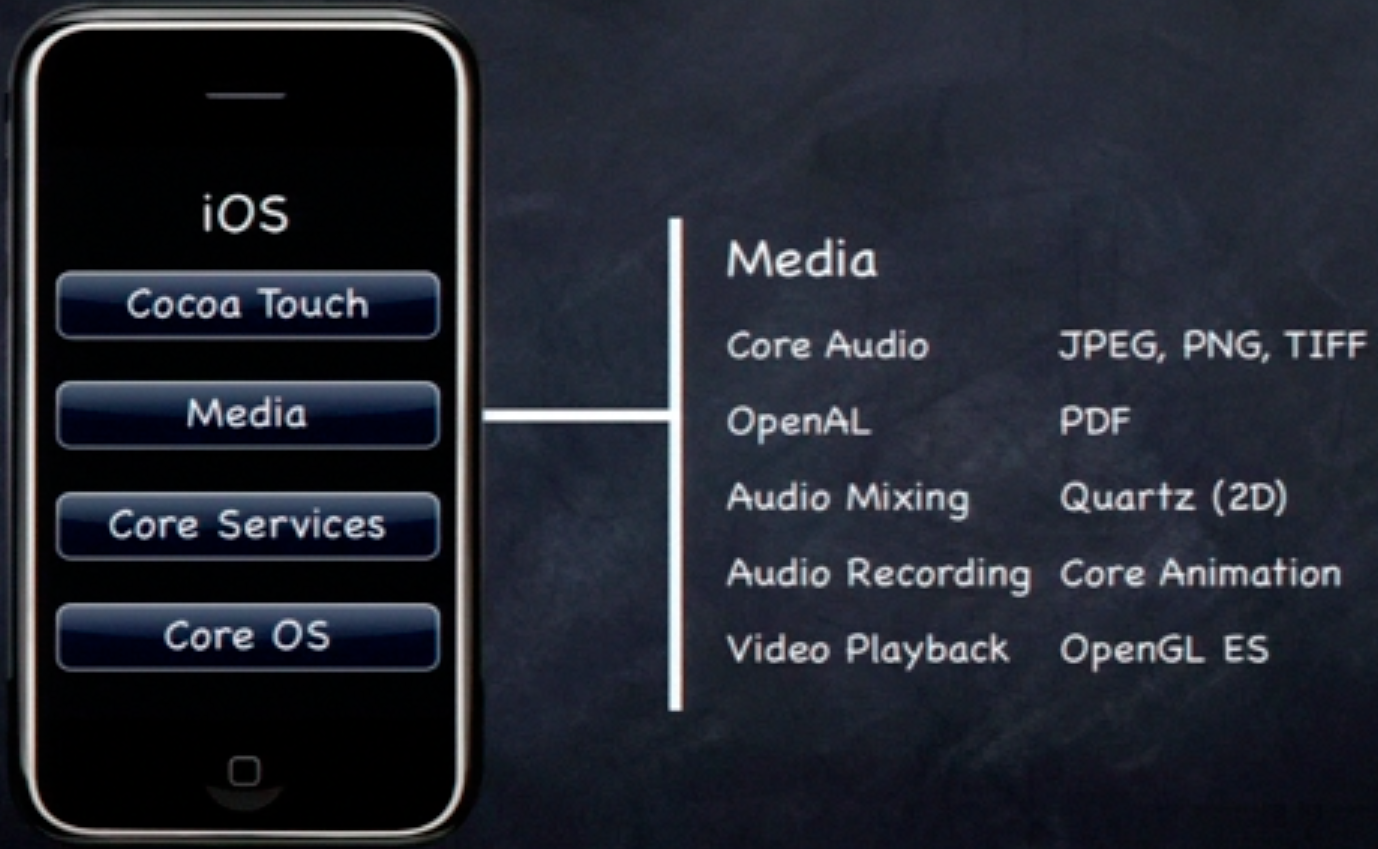 iOS
Cocoa Touch
Media
Core Services
Core OS
Media
Core Audio
OpenAL
Audio Mixing
Audio Recording
Video Playback
JPEG, PNG, TIFF
PDF
Quartz (2D)
Core Animation
OpenGL ES